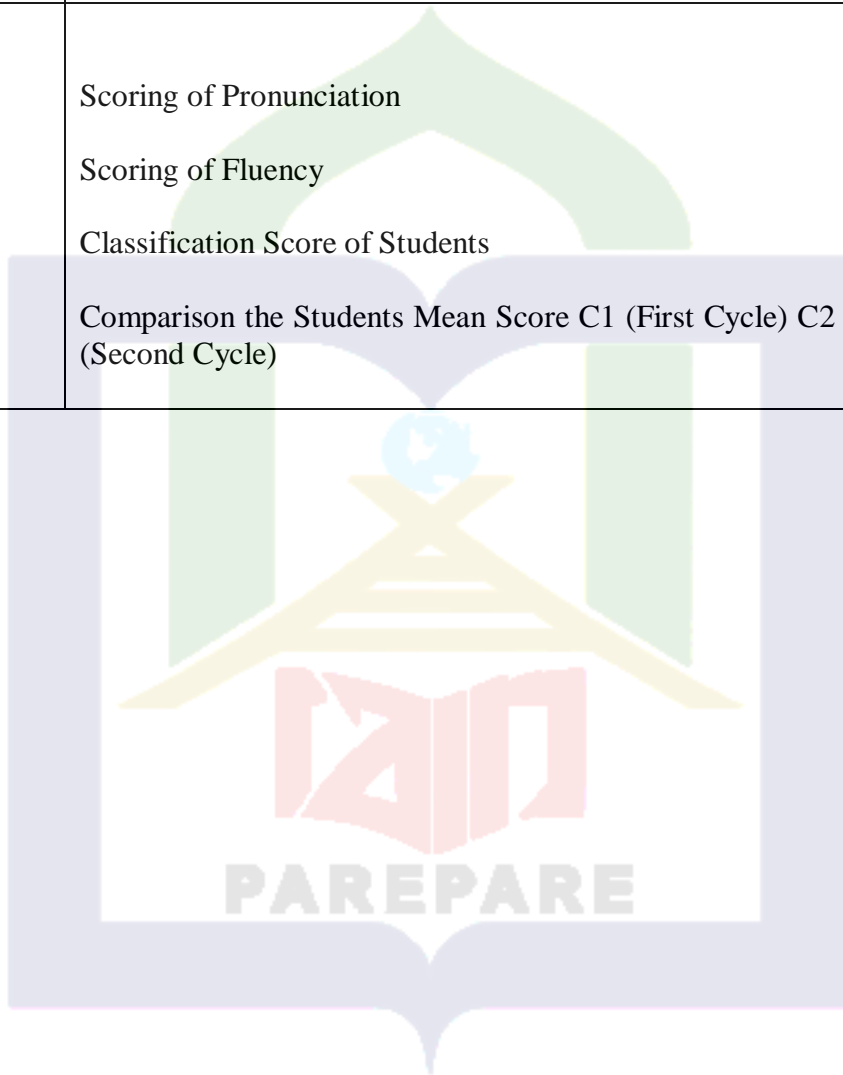 Scoring of Pronunciation
Scoring of Fluency
Classification Score of Students
Comparison the Students Mean Score C1 (First Cycle) C2
(Second Cycle)
IAIN
PAREPARE